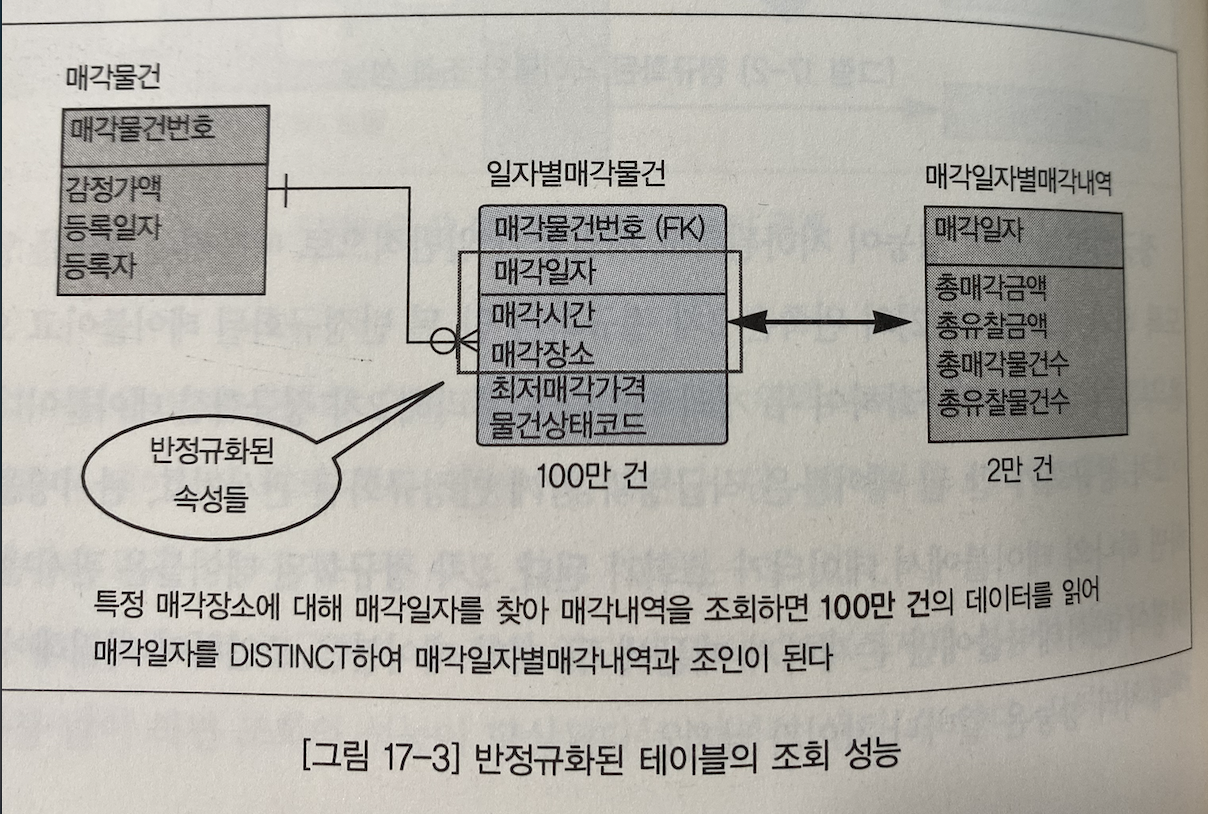 매각물건
매각물건번호
감정가액
등록일자
등록자
일자별매각물건
매각물건번호 (FK)
매각일자
매각시간
매각장소
최저매각가격
물건상태코드
100만 건
매각일자별매각내역
매각일자
총매각금액
총유찰금액
총매각물건수
총유찰물건수
2만 건
반정규화된
속성들
특정 매각장소에 대해 매각일자를 찾아 매각내역을 조회하면 100만 건의 데이터를 읽어
매각일자를 DISTINCT하여 매각일자별매각내역과 조인이 된다
[그림 17-3] 반정규화된 테이블의 조회 성능